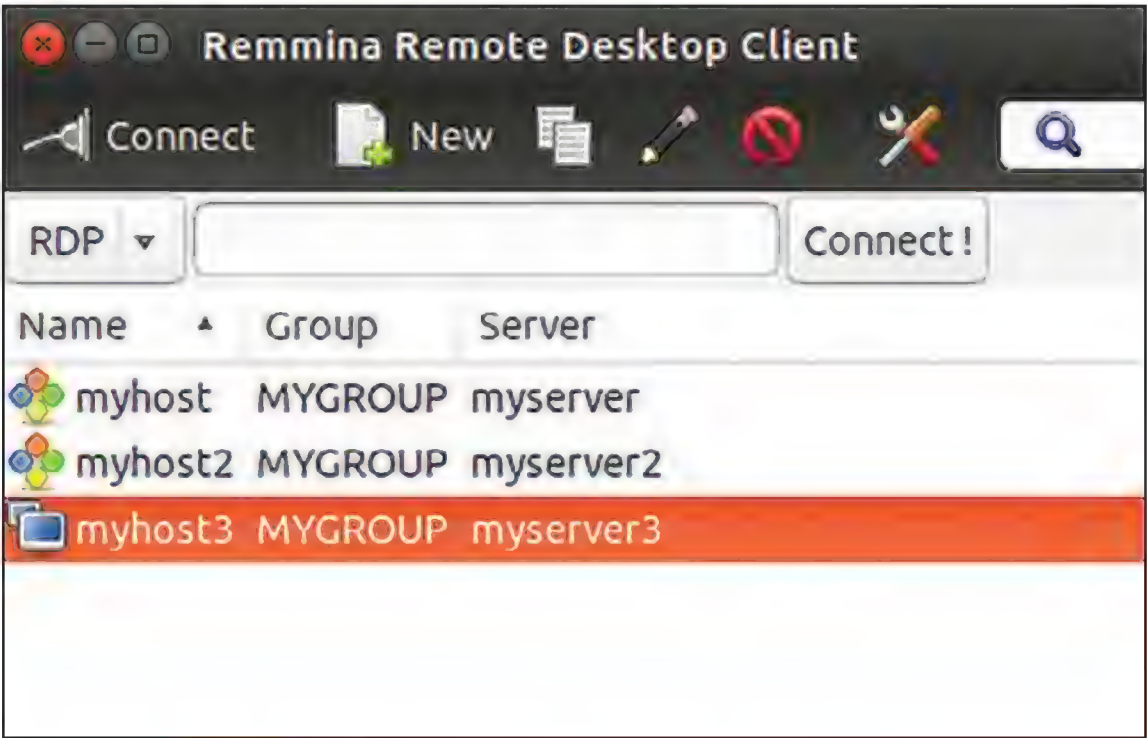 Remmina Remote Desktop Client
Connect New
RDP Connect !
Name Group Server
myhost MYGROUP myserver
myhost2 MYGROUP myserver2
myhost3 MYGROUP myserver3